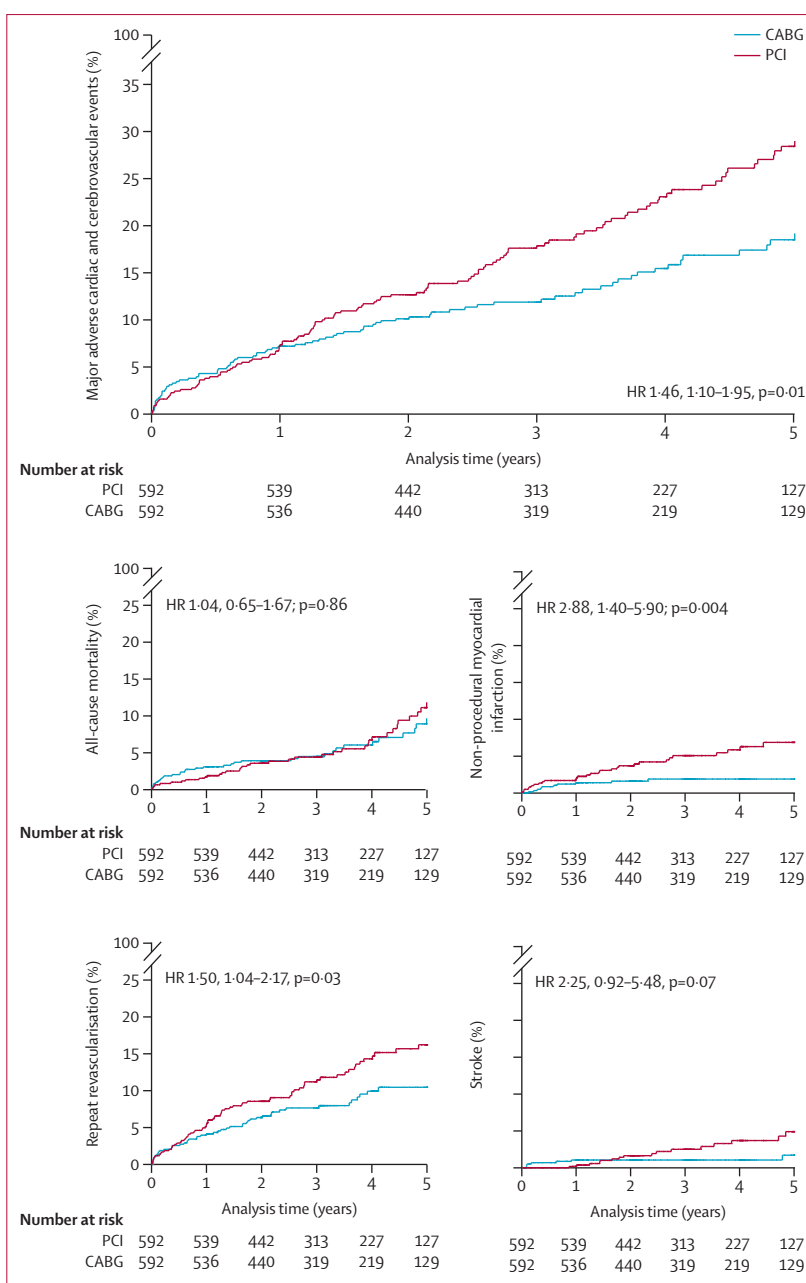 CABG
PCI
Major adverse cardiac and cerebrovascular events (%)
100
35
30
25
20
15
10
5
0
HR 1·46, 1·10–1·95, p=0·01
0 1 2 3 4 5
Analysis time (years)
Number at risk
PCI 592 539 442 313 227 127
CABG 592 536 440 319 219 129
All-cause mortality (%)
100
25
20
15
10
5
0
HR 1·04, 0·65–1·67; p=0·86
0 1 2 3 4 5
Non-procedural myocardial
infarction (%)
HR 2·88, 1·40–5·90; p=0·004
0 1 2 3 4 5
Number at risk
PCI 592 539 442 313 227 127
CABG 592 536 440 319 219 129
592 539 442 313 227 127
592 536 440 319 219 129
Repeat revascularisation (%)
100
25
20
15
10
5
0
HR 1·50, 1·04–2·17, p=0·03
0 1 2 3 4 5
Analysis time (years)
Stroke (%)
HR 2·25, 0·92–5·48, p=0·07
0 1 2 3 4 5
Analysis time (years)
Number at risk
PCI 592 539 442 313 227 127
CABG 592 536 440 319 219 129
592 539 442 313 227 127
592 536 440 319 219 129